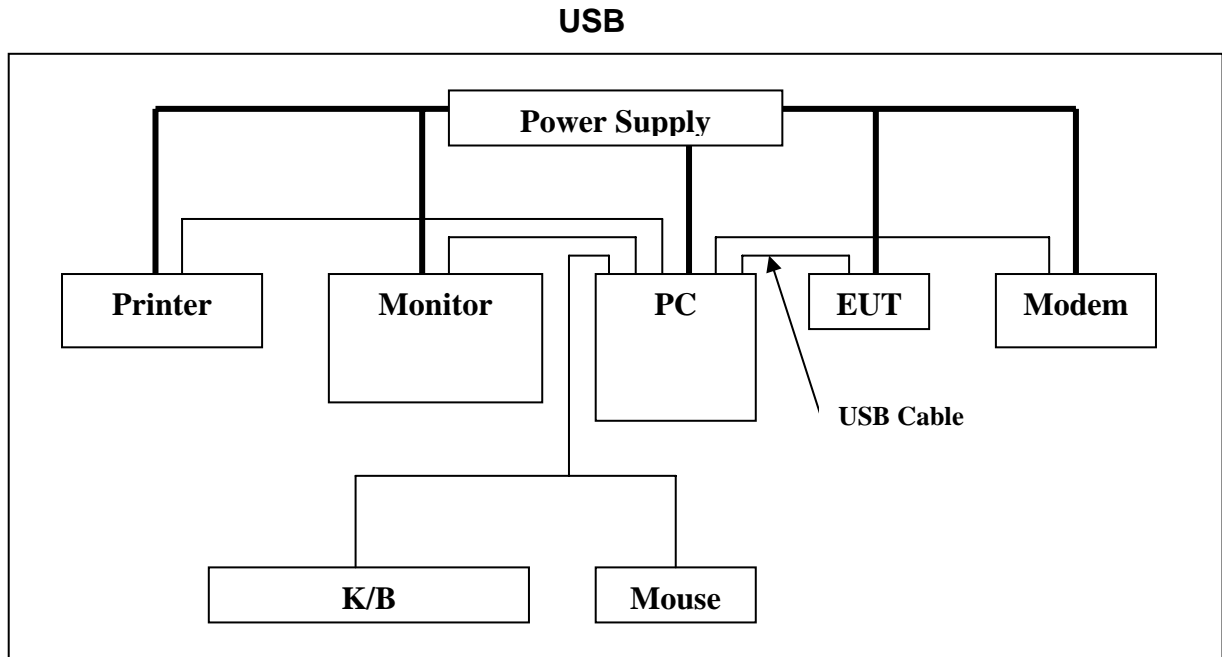 USB
Power Supply
Printer
Monitor
PC
EUT
Modem
USB Cable
K/B
Mouse